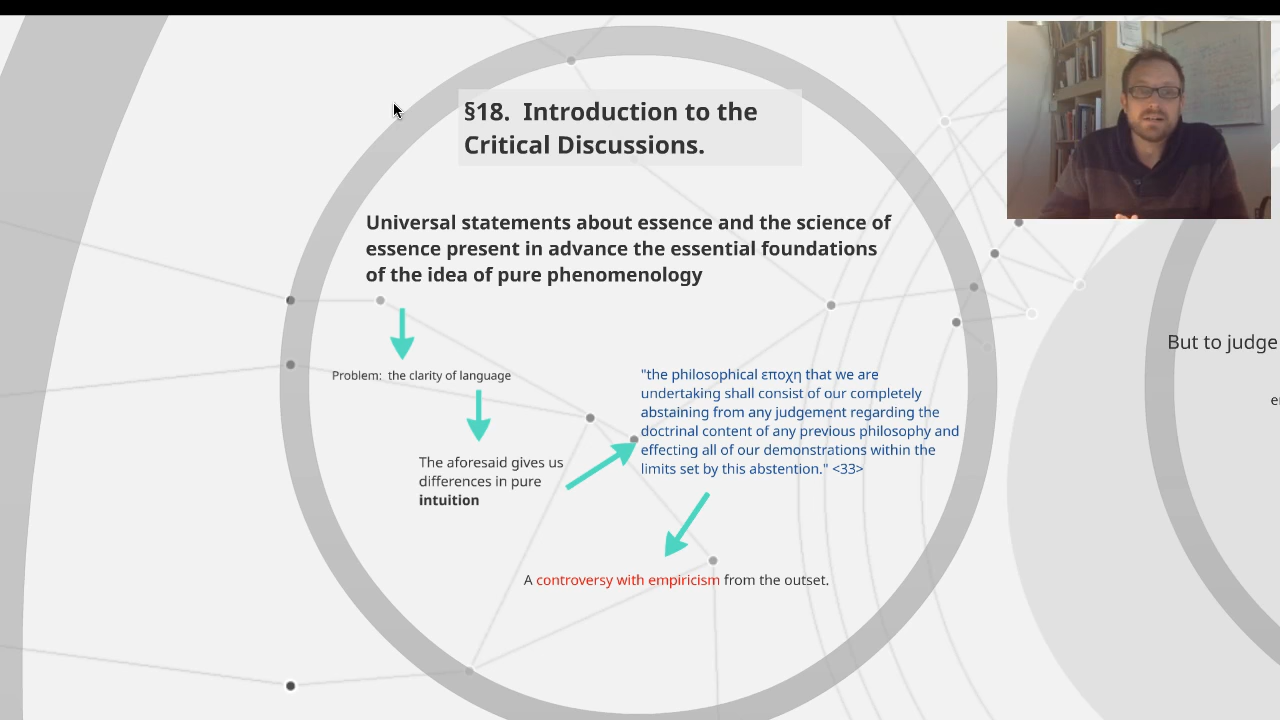 §18.  Introduction to the
Critical Discussions.
Universal statements about essence and the science of
essence present in advance the essential foundations
of the idea of pure phenomenology
Problem:  the clarity of language
The aforesaid gives us
differences in pure
intuition
"the philosophical εποχη that we are
undertaking shall consist of our completely
abstaining from any judgement regarding the
doctrinal content of any previous philosophy and
effecting all of our demonstrations within the
limits set by this abstention." <33>
A controversy with empiricism from the outset.
But to judge